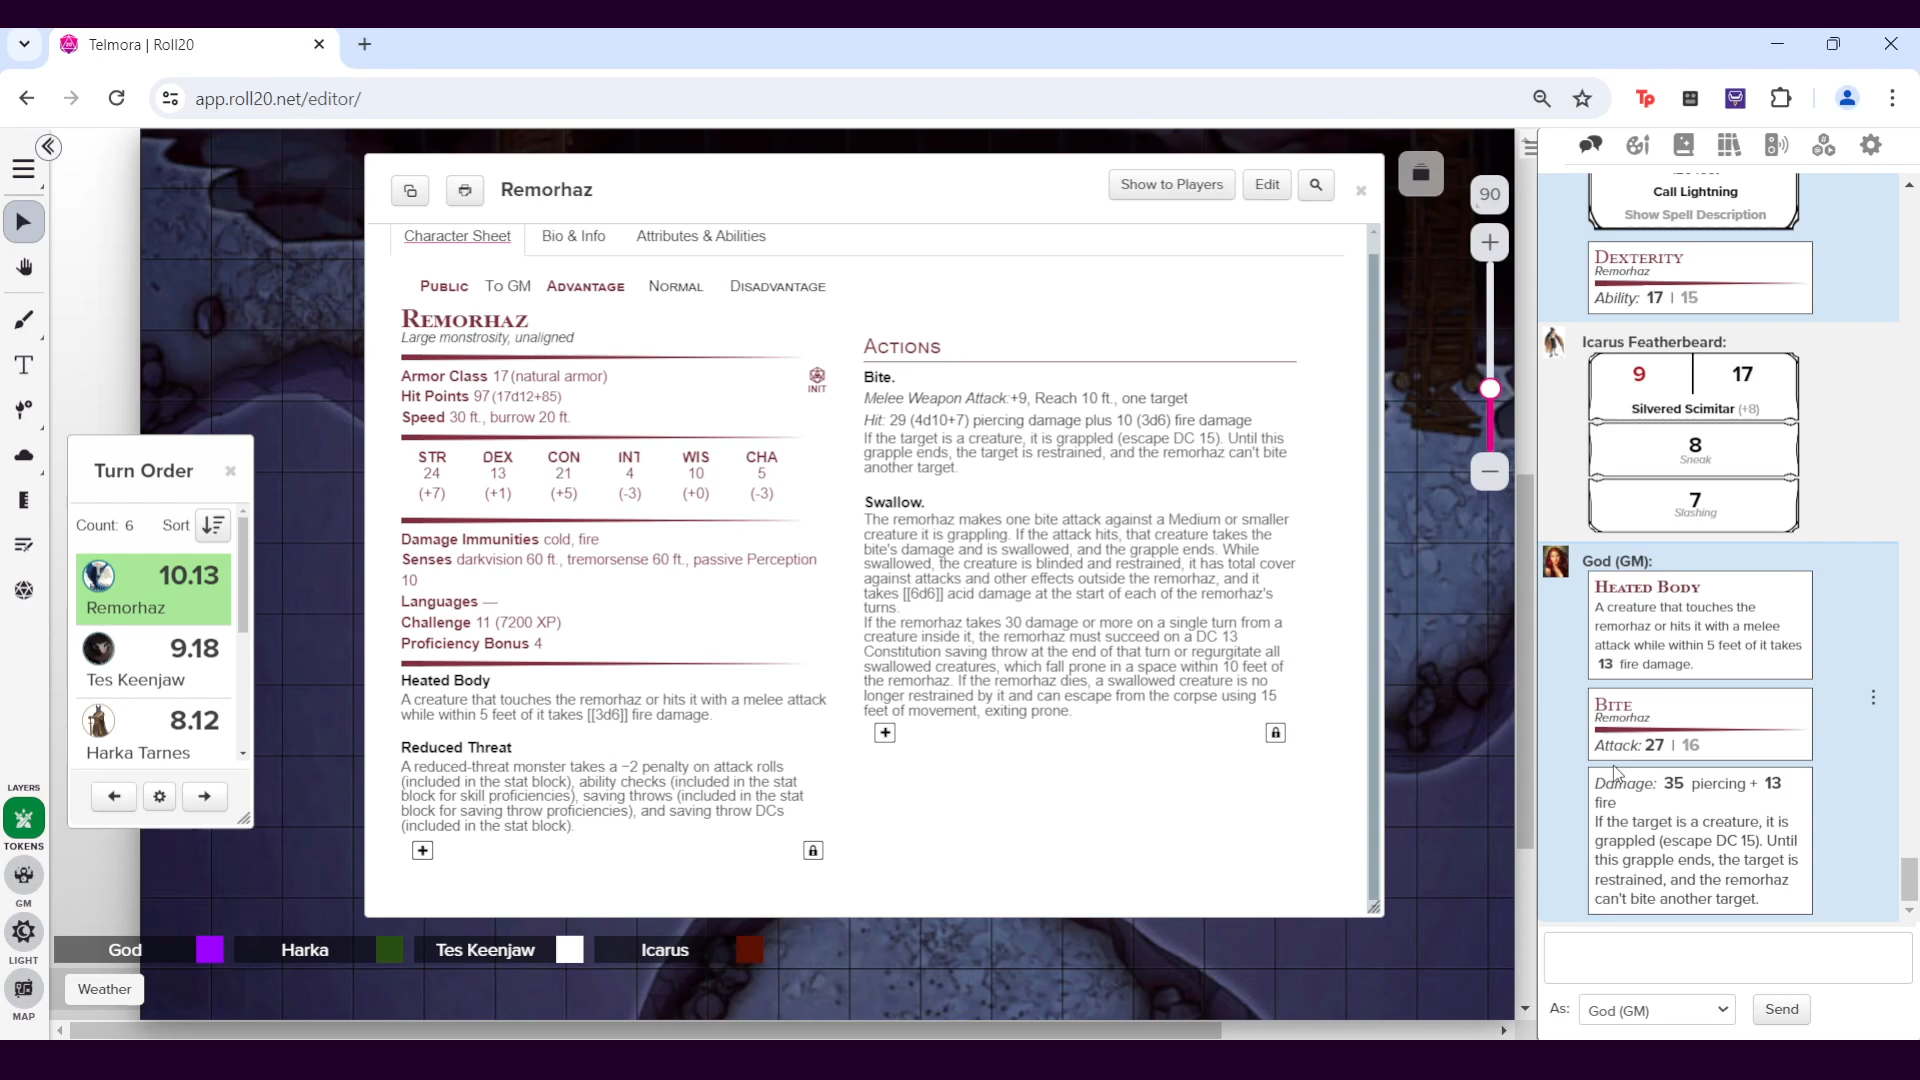 Telmora | Roll20
app.roll20.net/editor/
Remorhaz
Show to Players
Edit
90
Character Sheet
Bio & Info
Attributes & Abilities
PUBLIC TO GM ADVANTAGE NORMAL DISADVANTAGE
REMORHAZ
Large monstrosity, unaligned
Armor Class 17 (natural armor)
Hit Points 97 (17d12+85)
Speed 30 ft., burrow 20 ft.
INIT
STR DEX CON INT WIS CHA
24 13 21 4 10 5
(+7) (+1) (+5) (-3) (+0) (-3)
Damage Immunities cold, fire
Senses darkvision 60 ft., tremorsense 60 ft., passive Perception
10
Languages —
Challenge 11 (7200 XP)
Proficiency Bonus 4
Heated Body
A creature that touches the remorhaz or hits it with a melee attack
while within 5 feet of it takes [[3d6]] fire damage.
Reduced Threat
A reduced-threat monster takes a −2 penalty on attack rolls
(included in the stat block), ability checks (included in the stat
block for skill proficiencies), saving throws (included in the stat
block for saving throw proficiencies), and saving throw DCs
(included in the stat block).
ACTIONS
Bite.
Melee Weapon Attack:+9, Reach 10 ft., one target
Hit: 29 (4d10+7) piercing damage plus 10 (3d6) fire damage
If the target is a creature, it is grappled (escape DC 15). Until this
grapple ends, the target is restrained, and the remorhaz can't bite
another target.
Swallow.
The remorhaz makes one bite attack against a Medium or smaller
creature it is grappling. If the attack hits, that creature takes the
bite's damage and is swallowed, and the grapple ends. While
swallowed, the creature is blinded and restrained, it has total cover
against attacks and other effects outside the remorhaz, and it
takes [[6d6]] acid damage at the start of each of the remorhaz's
turns.
If the remorhaz takes 30 damage or more on a single turn from a
creature inside it, the remorhaz must succeed on a DC 13
Constitution saving throw at the end of that turn or regurgitate all
swallowed creatures, which fall prone in a space within 10 feet of
the remorhaz. If the remorhaz dies, a swallowed creature is no
longer restrained by it and can escape from the corpse using 15
feet of movement, exiting prone.
Turn Order
Count: 6 Sort
10.13
Remorhaz
9.18
Tes Keenjaw
8.12
Harka Tarnes
LAYERS
TOKENS
GM
LIGHT
MAP
God
Harka
Tes Keenjaw
Icarus
Weather
Call Lightning
Show Spell Description
DEXTERITY
Remorhaz
Ability: 17 | 15
Icarus Featherbeard:
9 17
Silvered Scimitar (+8)
8
Sneak
7
Slashing
God (GM):
HEATED BODY
A creature that touches the
remorhaz or hits it with a melee
attack while within 5 feet of it takes
13 fire damage.
BITE
Remorhaz
Attack: 27 | 16
Damage: 35 piercing + 13
fire
If the target is a creature, it is
grappled (escape DC 15). Until
this grapple ends, the target is
restrained, and the remorhaz
can't bite another target.
As: God (GM)
Send